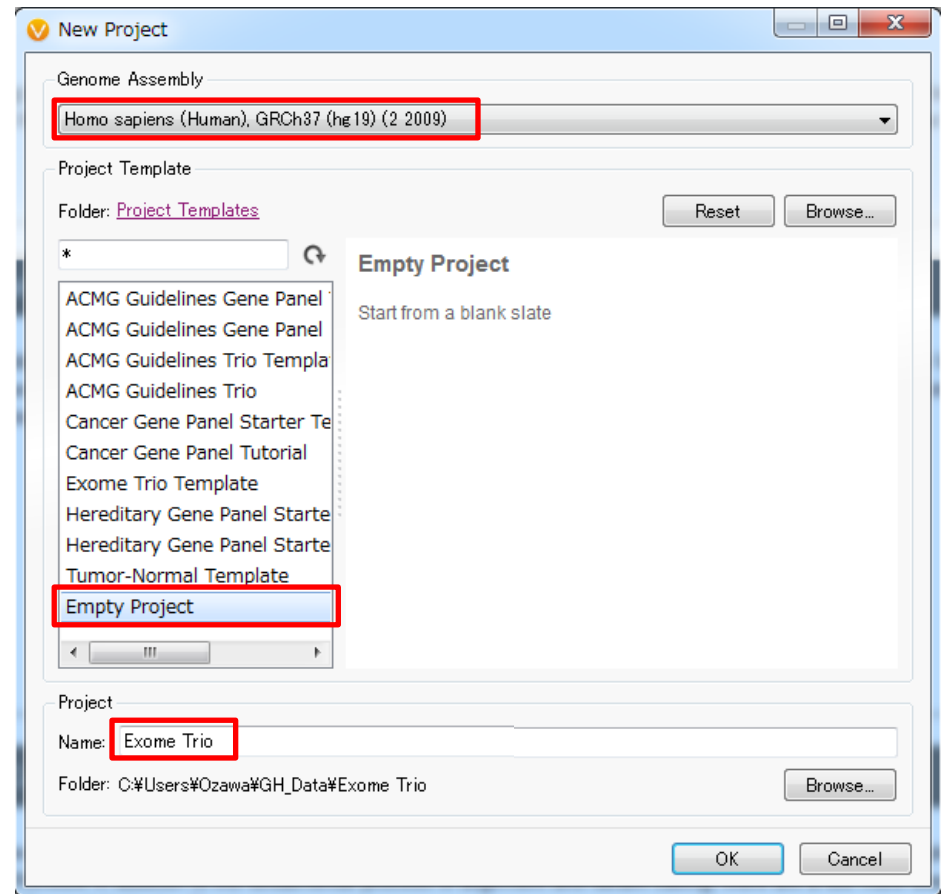 New Project
Genome Assembly
Homo sapiens (Human), GRCh37 (hg19) (2 2009)
Project Template
Folder: Project Templates
Reset
Browse...
*
Empty Project
Start from a blank slate
ACMG Guidelines Gene Panel
ACMG Guidelines Gene Panel
ACMG Guidelines Trio Templa
ACMG Guidelines Trio
Cancer Gene Panel Starter Te
Cancer Gene Panel Tutorial
Exome Trio Template
Hereditary Gene Panel Starte
Hereditary Gene Panel Starte
Tumor-Normal Template
Empty Project
Project
Name: Exome Trio
Folder: C:¥Users¥Ozawa¥GH_Data¥Exome Trio
Browse...
OK
Cancel